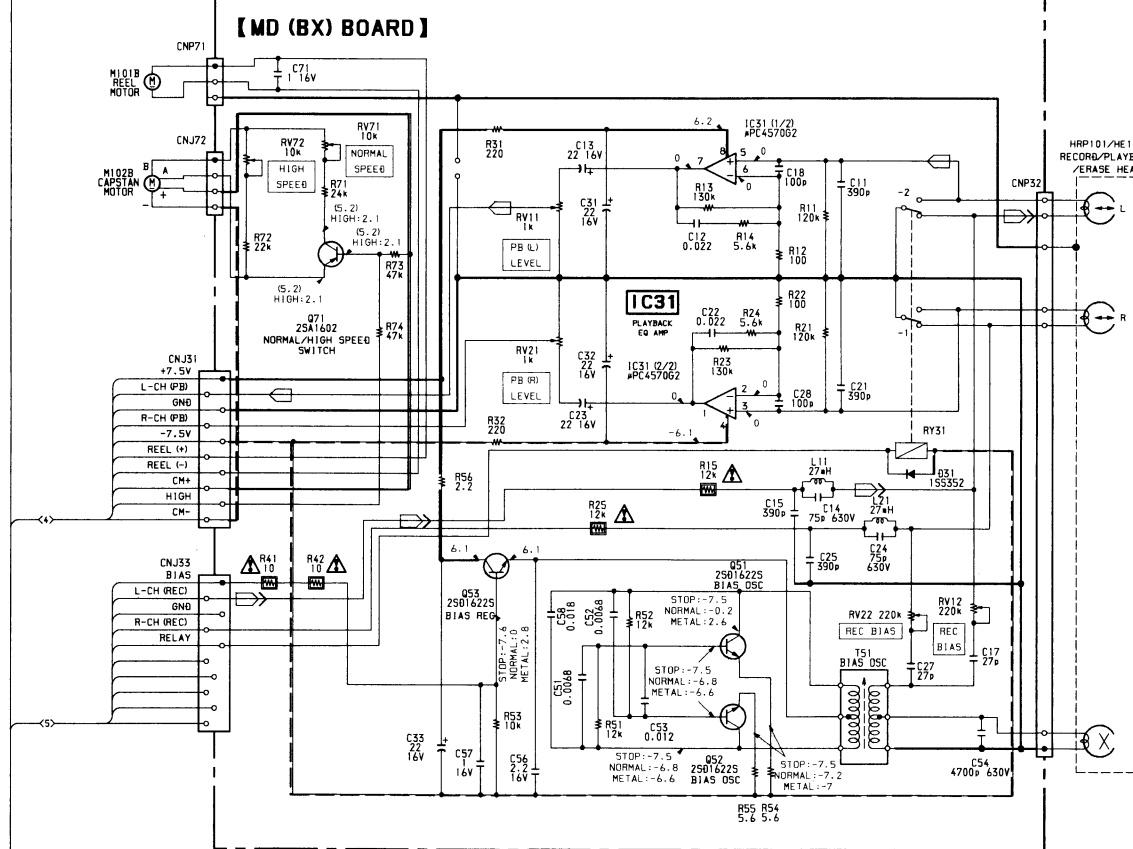 【MD (BX) BOARD】
CNP71
M101B
REEL
MOTOR
M
C71
1 16V
CNJ72
M102B
CAPSTAN
MOTOR
B
A
M
+
−
RV72
10k
HIGH
SPEED
RV71
10k
NORMAL
SPEED
R71
24k
R72
22k
(5.2)
HIGH:2.1
(5.2)
HIGH:2.1
(5.2)
HIGH:2.1
R73
47k
R74
47k
Q71
2SA1602
NORMAL/HIGH SPEED
SWITCH
R31
220
C13
22 16V
6.2
IC31 (1/2)
μPC4570G2
0
7
8
5
0
6
0
C18
100p
R13
130k
C12
0.022
R14
5.6k
R12
100
R11
120k
C11
390p
C31
22
16V
RV11
1k
PB (L)
LEVEL
IC31
PLAYBACK
EQ AMP
R22
100
C22
0.022
R24
5.6k
R21
120k
R23
130k
RV21
1k
PB (R)
LEVEL
C32
22
16V
IC31 (2/2)
μPC4570G2
0
1
2
0
3
0
4
-6.1
C28
100p
C21
390p
C23
22 16V
R32
220
-2
-1
RY31
D31
1SS352
HRP101/HE1
RECORD/PLAYB
/ERASE HEA
CNP32
L
R
CNJ31
+7.5V
L-CH (PB)
GND
R-CH (PB)
-7.5V
REEL (+)
REEL (-)
CM+
HIGH
CM-
4
R56
2.2
R15
12k
R25
12k
L11
27mH
C15
390p
C14
75p 630V
L21
27mH
C24
75p
630V
C25
390p
CNJ33
BIAS
L-CH (REC)
GND
R-CH (REC)
RELAY
5
R41
10
R42
10
6.1
6.1
Q53
2SD1622S
BIAS REG
STOP:-7.6
NORMAL:0
METAL:2.8
C58
0.018
C52
0.0068
R52
12k
C51
0.0068
R51
12k
C53
0.012
Q51
2SD1622S
BIAS OSC
STOP:-7.5
NORMAL:-0.2
METAL:2.6
STOP:-7.5
NORMAL:-6.8
METAL:-6.6
STOP:-7.5
NORMAL:-6.8
METAL:-6.6
Q52
2SD1622S
BIAS OSC
STOP:-7.5
NORMAL:-7.2
METAL:-7
R55
5.6
R54
5.6
R53
10k
C33
22
16V
C57
1
16V
C56
2.2
16V
T51
BIAS OSC
RV22 220k
REC BIAS
RV12
220k
REC
BIAS
C27
27p
C17
27p
C54
4700p 630V
X